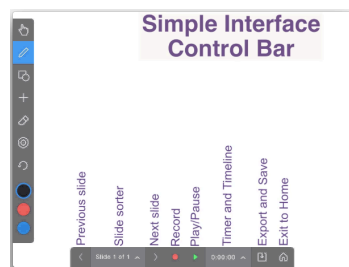 Simple Interface
Control Bar
Previous slide
Slide sorter
Next slide
Record
Play/Pause
Timer and Timeline
Export and Save
Exit to Home
Slide 1 of 1
0:00:00